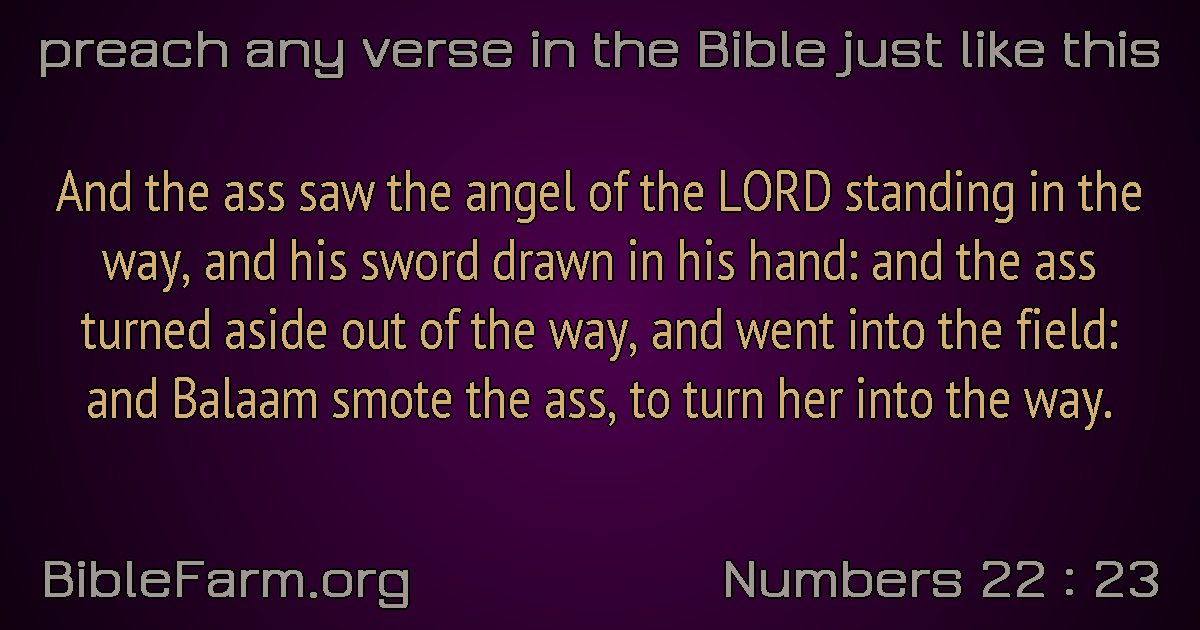 preach any verse in the Bible just like this
And the ass saw the angel of the LORD standing in the
way, and his sword drawn in his hand: and the ass
turned aside out of the way, and went into the field:
and Balaam smote the ass, to turn her into the way.
BibleFarm.org
Numbers 22 : 23